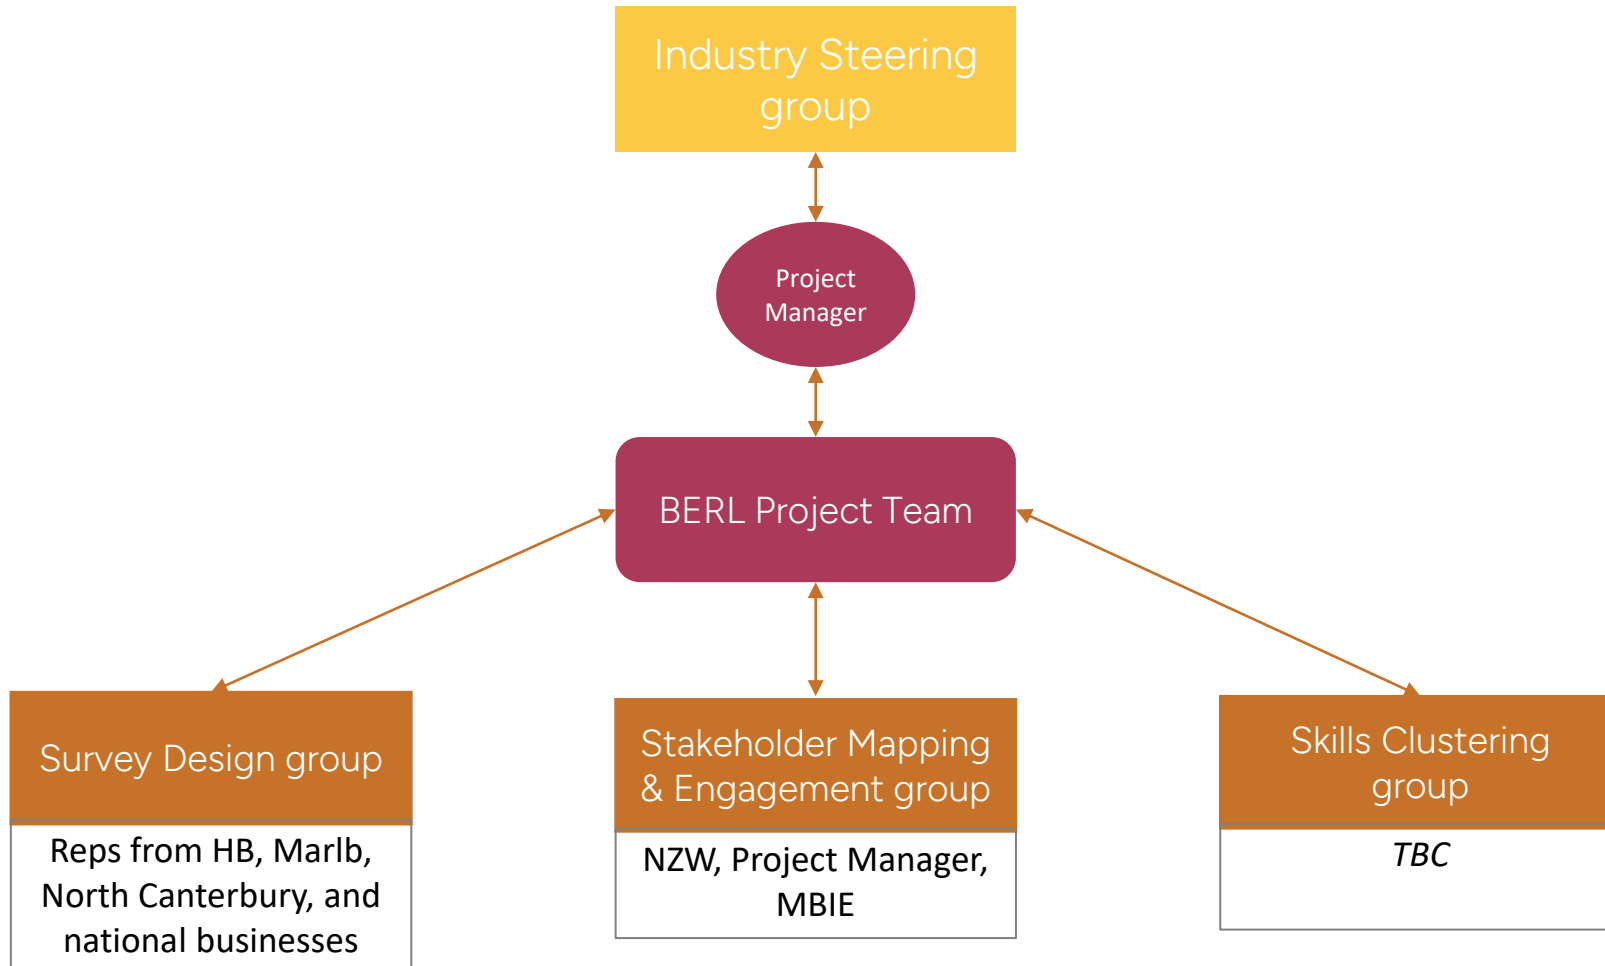 Industry Steering
group
Project
Manager
BERL Project Team
Survey Design group
Reps from HB, Marlb,
North Canterbury, and
national businesses
Stakeholder Mapping
& Engagement group
NZW, Project Manager,
MBIE
Skills Clustering
group
TBC